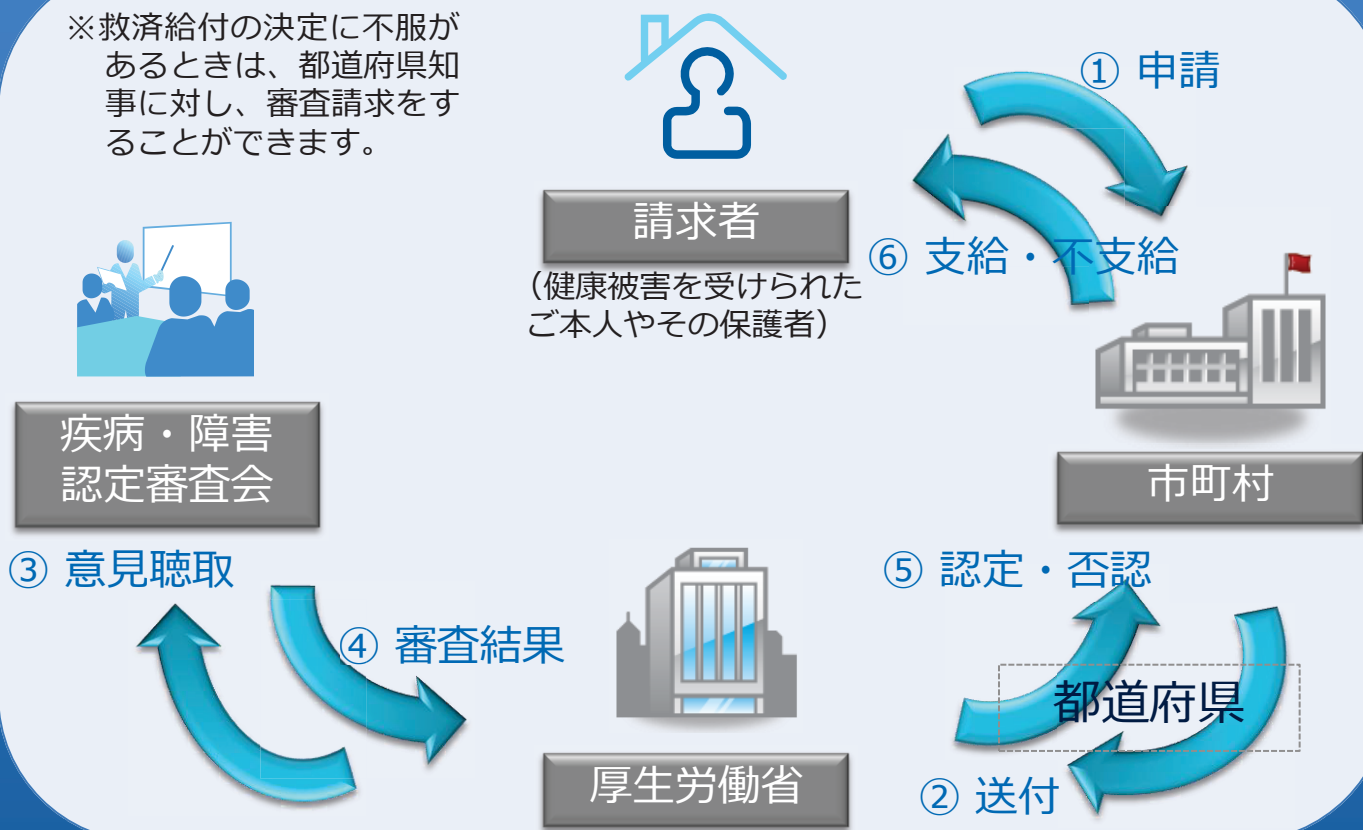 ※救済給付の決定に不服が
あるときは、都道府県知
事に対し、審査請求をす
ることができます。
① 申請
請求者
（健康被害を受けられた
ご本人やその保護者）
⑥ 支給・不支給
疾病・障害
認定審査会
市町村
③ 意見聴取
④ 審査結果
⑤ 認定・否認
都道府県
厚生労働省
② 送付